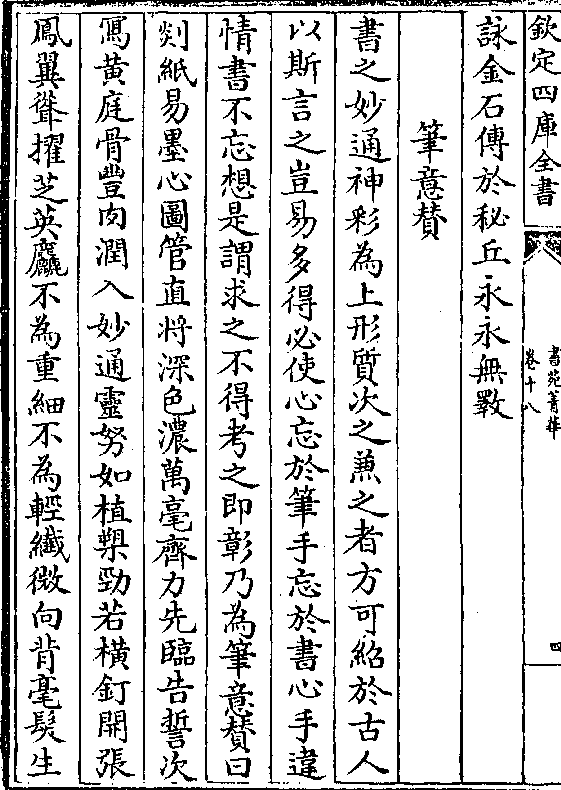 欽定四庫全書
書苑菁華
卷十八
四
詠金石傳於秘丘永永無斁
筆意賛
書之妙通神彩為上形質次之兼之者方可紹於古人
以斯言之豈易多得必使心忘於筆手忘於書心手違
情書不忘想是謂求之不得考之即彰乃為筆意賛曰
剡紙易墨心圖管直將深色濃萬毫齊力先臨告誓次
寫黄庭骨豐肉潤入妙通靈努如植槊勁若横釘開張
鳳翼聳擢芝英麤不為重細不為輕纎微向背毫髮生